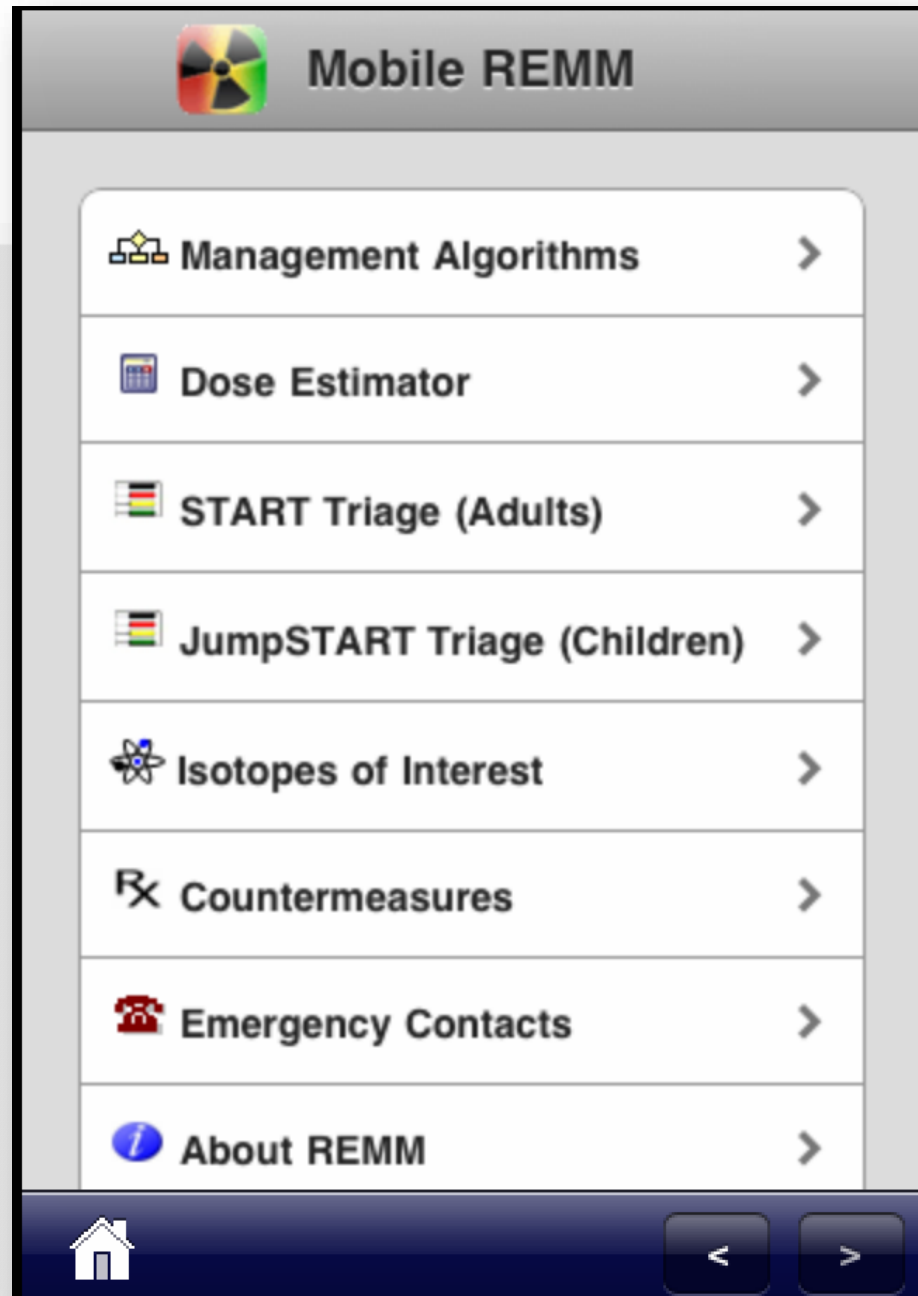 Mobile REMM
Management Algorithms
Dose Estimator
START Triage (Adults)
JumpSTART Triage (Children)
Isotopes of Interest
Rx Countermeasures
Emergency Contacts
i About REMM
< >